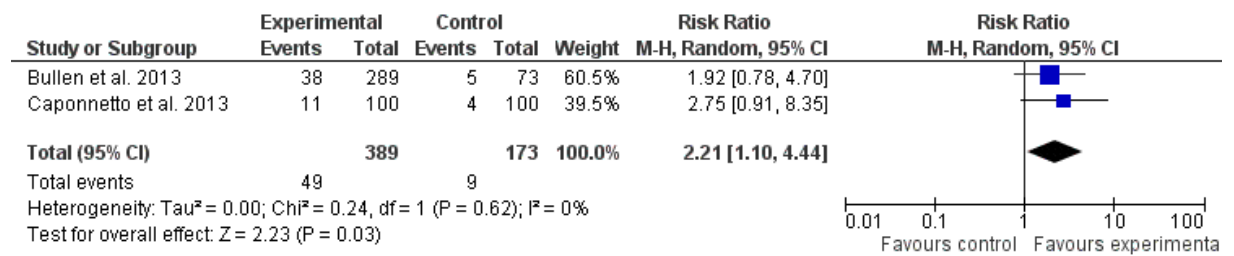 Experimental Control Risk Ratio Risk Ratio
Study or Subgroup Events Total Events Total Weight M-H, Random, 95% CI M-H, Random, 95% CI
Bullen et al. 2013 38 289 5 73 60.5% 1.92 [0.78, 4.70]
Caponnetto et al. 2013 11 100 4 100 39.5% 2.75 [0.91, 8.35]
Total (95% CI) 389 173 100.0% 2.21 [1.10, 4.44]
Total events 49 9
Heterogeneity: Tau² = 0.00; Chi² = 0.24, df = 1 (P = 0.62); I² = 0%
Test for overall effect: Z = 2.23 (P = 0.03)
0.01 0.1 1 10 100
Favours control Favours experimenta